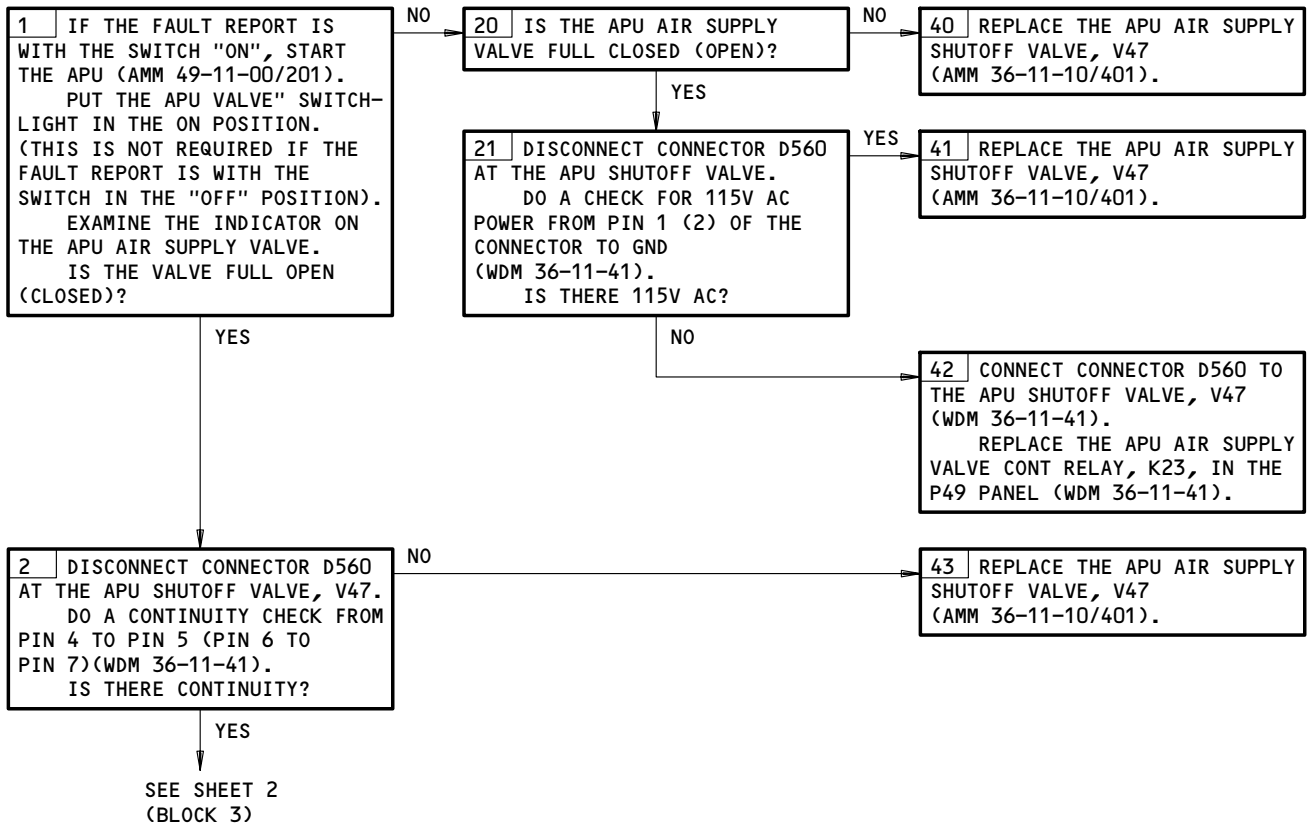 1 IF THE FAULT REPORT IS
WITH THE SWITCH "ON", START
THE APU (AMM 49-11-00/201).
PUT THE APU VALVE" SWITCH-
LIGHT IN THE ON POSITION.
(THIS IS NOT REQUIRED IF THE
FAULT REPORT IS WITH THE
SWITCH IN THE "OFF" POSITION).
EXAMINE THE INDICATOR ON
THE APU AIR SUPPLY VALVE.
IS THE VALVE FULL OPEN
(CLOSED)?
NO
20 IS THE APU AIR SUPPLY
VALVE FULL CLOSED (OPEN)?
NO
40 REPLACE THE APU AIR SUPPLY
SHUTOFF VALVE, V47
(AMM 36-11-10/401).
YES
21 DISCONNECT CONNECTOR D560
AT THE APU SHUTOFF VALVE.
DO A CHECK FOR 115V AC
POWER FROM PIN 1 (2) OF THE
CONNECTOR TO GND
(WDM 36-11-41).
IS THERE 115V AC?
YES
41 REPLACE THE APU AIR SUPPLY
SHUTOFF VALVE, V47
(AMM 36-11-10/401).
NO
42 CONNECT CONNECTOR D560 TO
THE APU SHUTOFF VALVE, V47
(WDM 36-11-41).
REPLACE THE APU AIR SUPPLY
VALVE CONT RELAY, K23, IN THE
P49 PANEL (WDM 36-11-41).
YES
2 DISCONNECT CONNECTOR D560
AT THE APU SHUTOFF VALVE, V47.
DO A CONTINUITY CHECK FROM
PIN 4 TO PIN 5 (PIN 6 TO
PIN 7)(WDM 36-11-41).
IS THERE CONTINUITY?
NO
43 REPLACE THE APU AIR SUPPLY
SHUTOFF VALVE, V47
(AMM 36-11-10/401).
YES
SEE SHEET 2
(BLOCK 3)